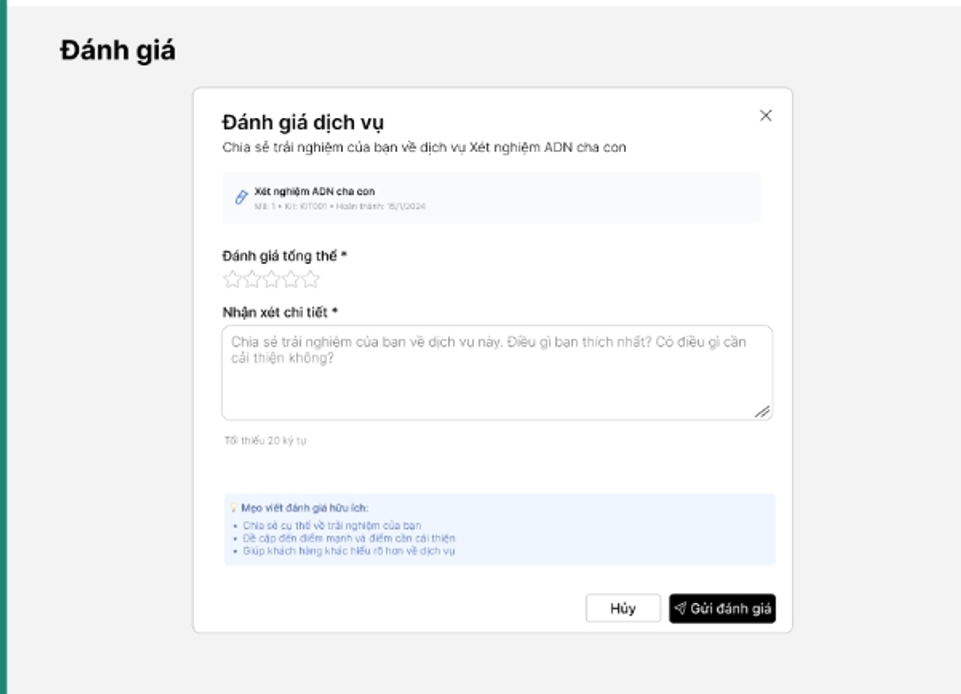 Đánh giá
Đánh giá dịch vụ
Chia sẻ trải nghiệm của bạn về dịch vụ Xét nghiệm ADN cha con
Xét nghiệm ADN cha con
Mã: 1 • Kit: KIT001 • Hoàn thành: 15/1/2024
Đánh giá tổng thể *
Nhận xét chi tiết *
Chia sẻ trải nghiệm của bạn về dịch vụ này. Điều gì bạn thích nhất? Có điều gì cần
cải thiện không?
Tối thiểu 20 ký tự
Mẹo viết đánh giá hữu ích:
• Chia sẻ cụ thể về trải nghiệm của bạn
• Đề cập đến điểm mạnh và điểm cần cải thiện
• Giúp khách hàng khác hiểu rõ hơn về dịch vụ
Hủy
Gửi đánh giá